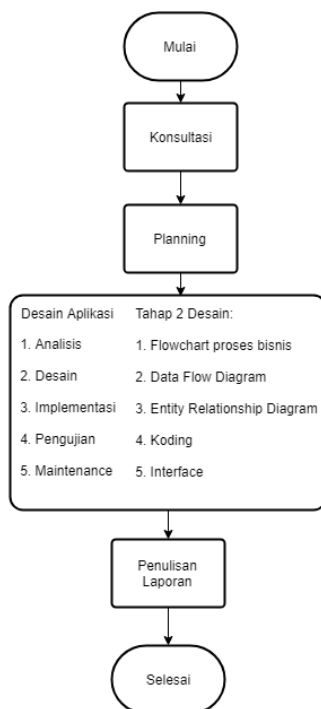 Mulai
Konsultasi
Planning
Desain Aplikasi
1. Analisis
2. Desain
3. Implementasi
4. Pengujian
5. Maintenance
Tahap 2 Desain:
1. Flowchart proses bisnis
2. Data Flow Diagram
3. Entity Relationship Diagram
4. Koding
5. Interface
Penulisan
Laporan
Selesai